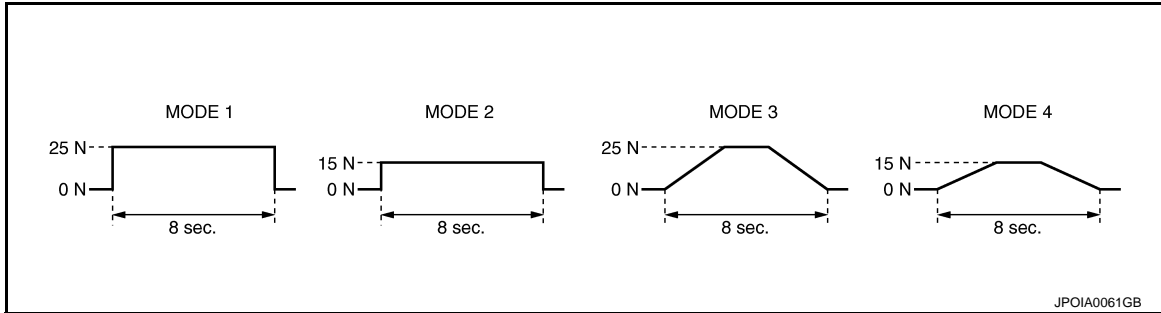 MODE 1 MODE 2 MODE 3 MODE 4
25 N 15 N 25 N 15 N
0 N 0 N 0 N 0 N
8 sec. 8 sec. 8 sec. 8 sec.
JPOIA0061GB